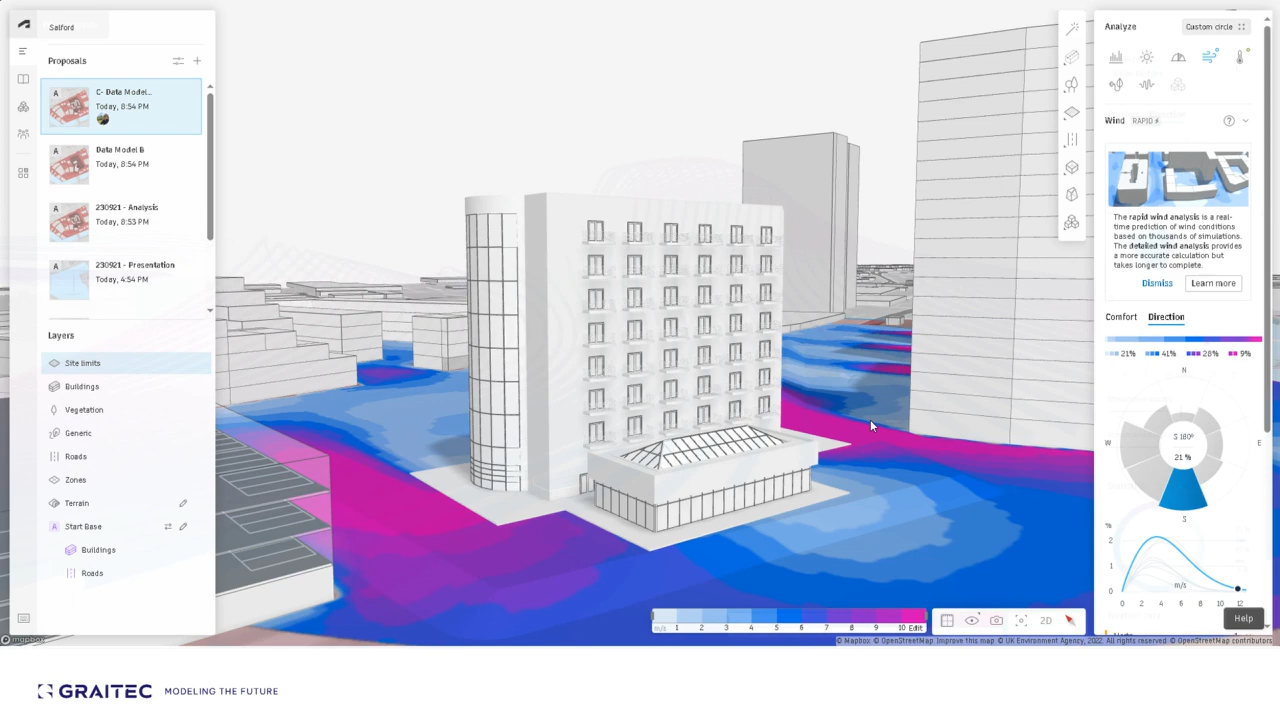 Salford
Proposals
A
C- Data Model...
Today, 8:54 PM
A
Data Model B
Today, 8:54 PM
A
230921 - Analysis
Today, 8:53 PM
A
230921 - Presentation
Today, 4:54 PM
Layers
Site limits
Buildings
Vegetation
Generic
Roads
Zones
Terrain
A Start Base
Buildings
Roads
mapbox
Analyze
Custom circle
Wind RAPID
The rapid wind analysis is a real-
time prediction of wind conditions
based on thousands of simulations.
The detailed wind analysis provides
a more accurate calculation but
takes longer to complete.
Dismiss
Learn more
Comfort Direction
21% 41% 28% 9%
N
W
E
S 180°
21 %
S
%
2
1
0
m/s
0 2 4 6 8 10 12
Help
m/s 1 2 3 4 5 6 7 8 9 10 Edit
2D
© Mapbox © OpenStreetMap Improve this map © UK Environment Agency, 2022. All rights reserved © OpenStreetMap contributors
GRAITEC MODELING THE FUTURE